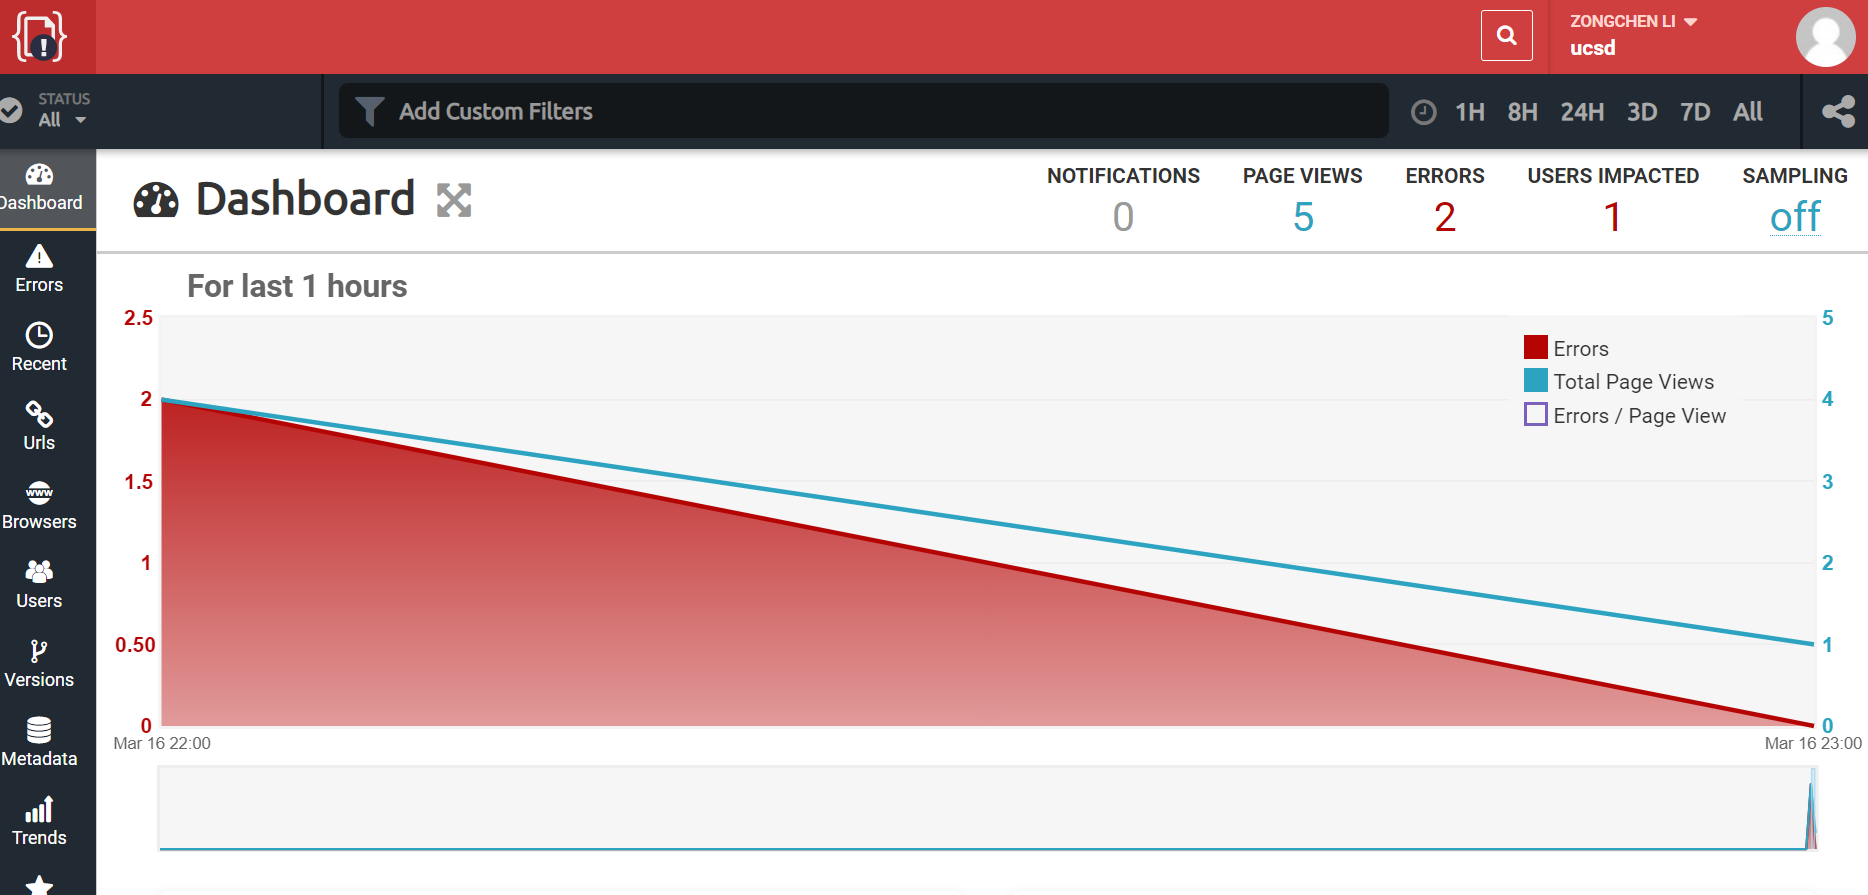 ZONGCHEN LI
ucsd
STATUS
All
Add Custom Filters
1H 8H 24H 3D 7D All
Dashboard
Errors
Recent
Urls
www
Browsers
Users
Versions
Metadata
Trends
Dashboard
NOTIFICATIONS PAGE VIEWS ERRORS USERS IMPACTED SAMPLING
0 5 2 1 off
For last 1 hours
2.5
2
1.5
1
0.50
0
5
4
3
2
1
0
Errors
Total Page Views
Errors / Page View
Mar 16 22:00
Mar 16 23:00